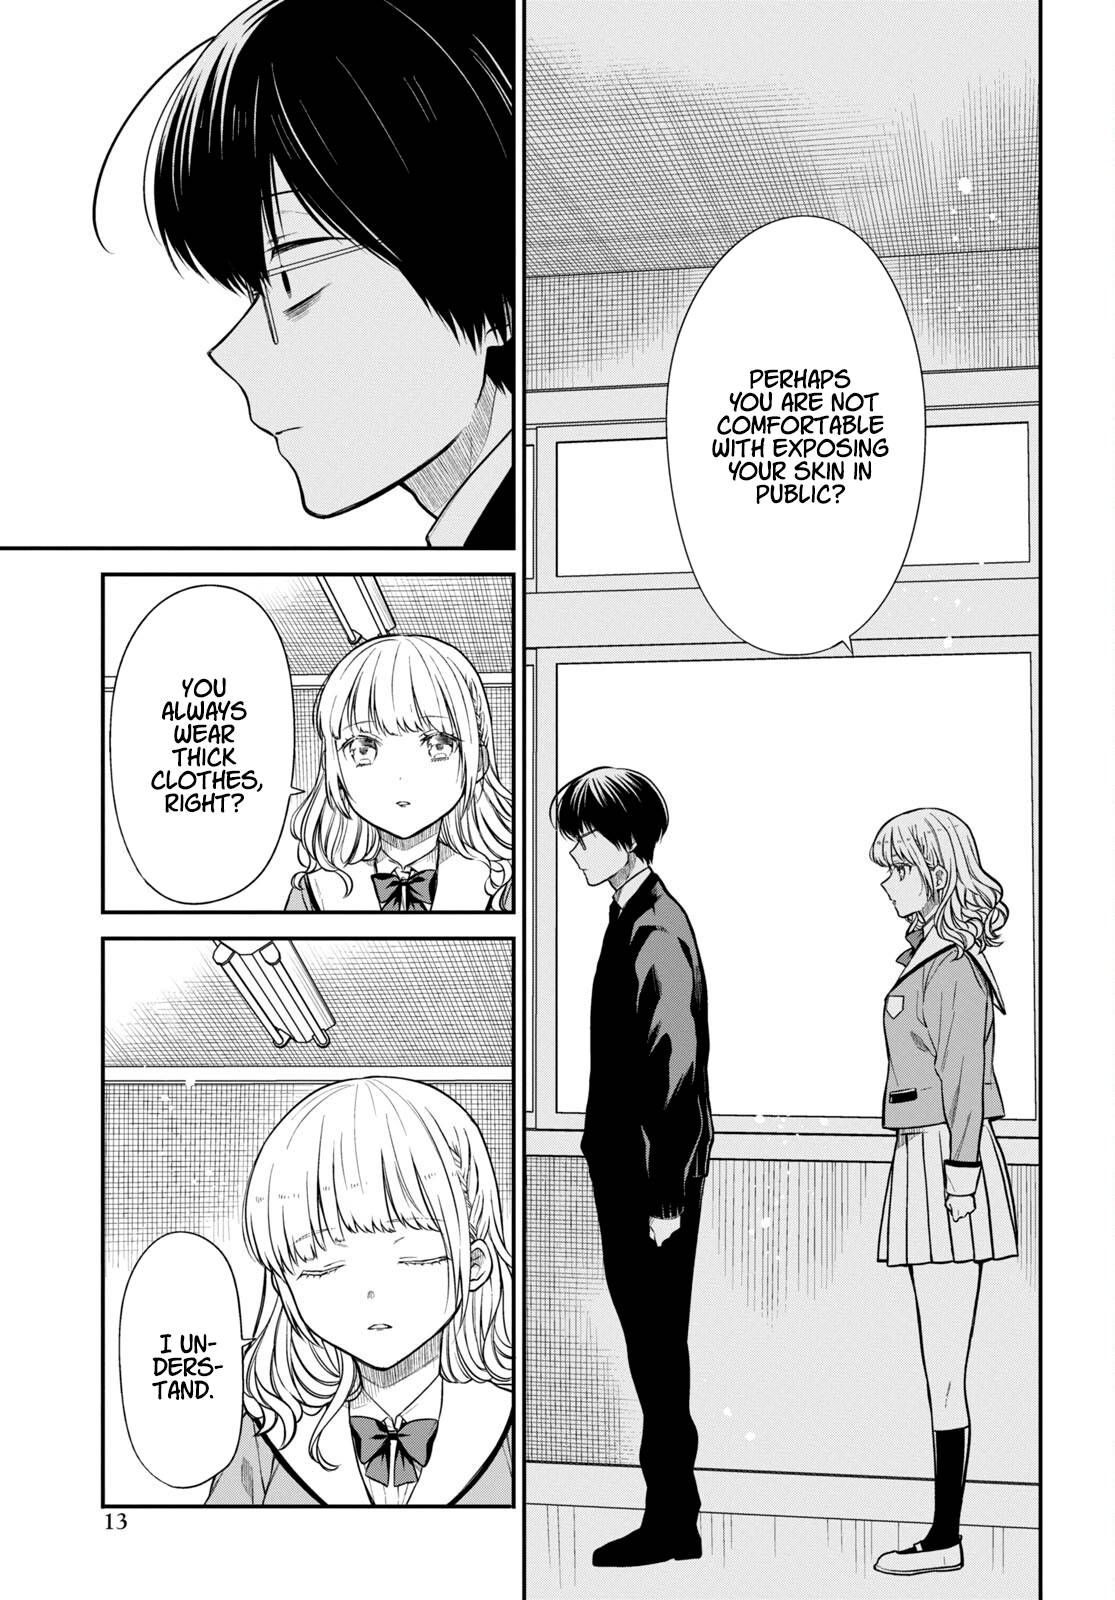 PERHAPS
YOU ARE NOT
COMFORTABLE
WITH EXPOSING
YOUR SKIN IN
PUBLIC?
YOU
ALWAYS
WEAR
THICK
CLOTHES,
RIGHT?
I UN-
DERS-
TAND.
13